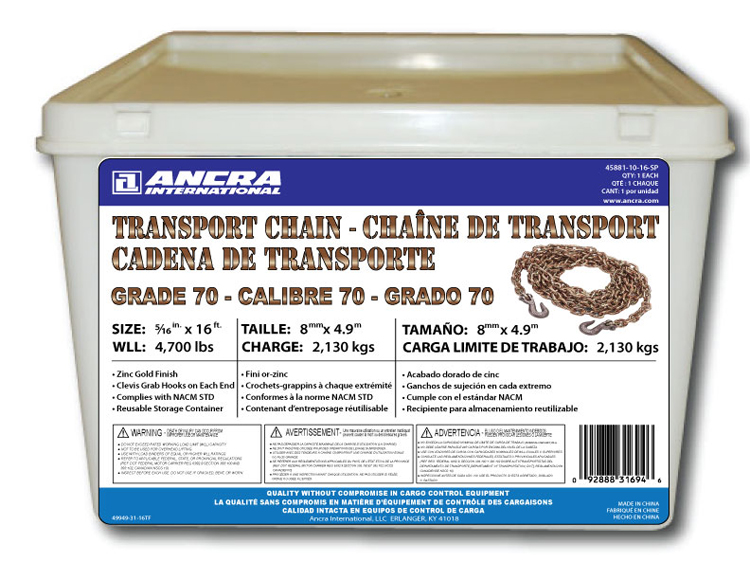 ANCRA
INTERNATIONAL
45881-10-16-SP
QTY: 1 EACH
QTÉ : 1 CHAQUE
CANT: 1 por unidad
www.ancra.com
TRANSPORT CHAIN - CHAÎNE DE TRANSPORT
CADENA DE TRANSPORTE
GRADE 70 - CALIBRE 70 - GRADO 70
SIZE: 5/16 in. x 16 ft.
WLL: 4,700 lbs
TAILLE: 8mm x 4.9m
CHARGE: 2,130 kgs
TAMAÑO: 8mm x 4.9m
CARGA LIMITE DE TRABAJO: 2,130 kgs
• Zinc Gold Finish
• Clevis Grab Hooks on Each End
• Complies with NACM STD
• Reusable Storage Container
• Fini or-zinc
• Crochets-grappins à chaque extrémité
• Conformes à la norme NACM STD
• Contenant d'entreposage réutilisable
• Acabado dorado de cinc
• Ganchos de sujeción en cada extremo
• Cumple con el estándar NACM
• Recipiente para almacenamiento reutilizable
WARNING -
AVERTISSEMENT -
ADVERTENCIA -
0 92888 31694 6
QUALITY WITHOUT COMPROMISE IN CARGO CONTROL EQUIPMENT
LA QUALITÉ SANS COMPROMIS EN MATIÈRE D'ÉQUIPEMENT DE CONTRÔLE DES CARGAISONS
CALIDAD INTACTA EN EQUIPOS DE CONTROL DE CARGA
Ancra International, LLC ERLANGER, KY 41018
49949-31-16TF
MADE IN CHINA
FABRIQUÉ EN CHINE
HECHO EN CHINA